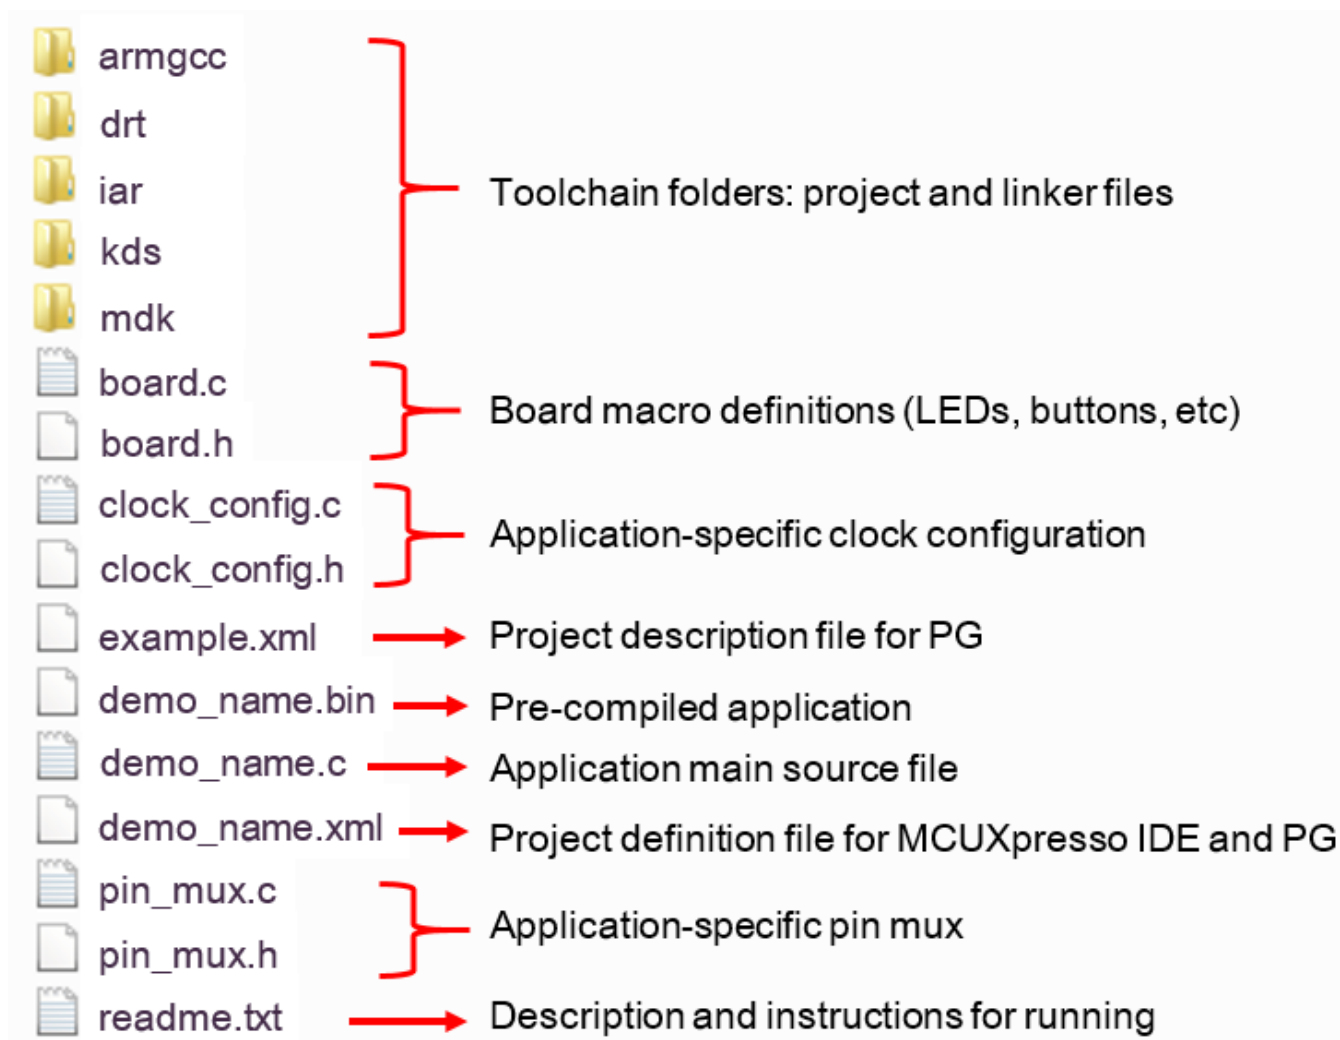 armgcc
drt
iar
Toolchain folders: project and linker files
kds
mdk
board.c
Board macro definitions (LEDs, buttons, etc)
board.h
clock_config.c
Application-specific clock configuration
clock_config.h
example.xml Project description file for PG
demo_name.bin Pre-compiled application
demo_name.c Application main source file
demo_name.xml Project definition file for MCUXpresso IDE and PG
pin_mux.c
Application-specific pin mux
pin_mux.h
readme.txt Description and instructions for running